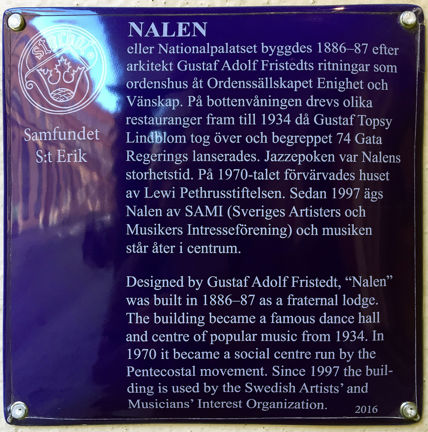 S:T ERIK
Samfundet
S:t Erik
NALEN
eller Nationalpalatset byggdes 1886–87 efter
arkitekt Gustaf Adolf Fristedts ritningar som
ordenshus åt Ordenssällskapet Enighet och
Vänskap. På bottenvåningen drevs olika
restauranger fram till 1934 då Gustaf Topsy
Lindblom tog över och begreppet 74 Gata
Regerings lanserades. Jazzepoken var Nalens
storhetstid. På 1970-talet förvärvades huset
av Lewi Pethrusstiftelsen. Sedan 1997 ägs
Nalen av SAMI (Sveriges Artisters och
Musikers Intresseförening) och musiken
står åter i centrum.
Designed by Gustaf Adolf Fristedt, “Nalen”
was built in 1886–87 as a fraternal lodge.
The building became a famous dance hall
and centre of popular music from 1934. In
1970 it became a social centre run by the
Pentecostal movement. Since 1997 the buil-
ding is used by the Swedish Artists’ and
Musicians’ Interest Organization.
2016